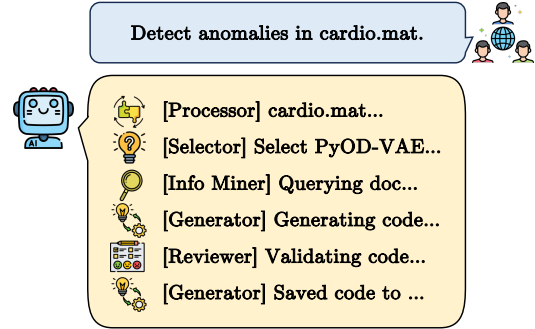 Detect anomalies in cardio.mat.
[Processor] cardio.mat...
[Selector] Select PyOD-VAE...
[Info Miner] Querying doc...
[Generator] Generating code...
[Reviewer] Validating code...
[Generator] Saved code to ...
AI